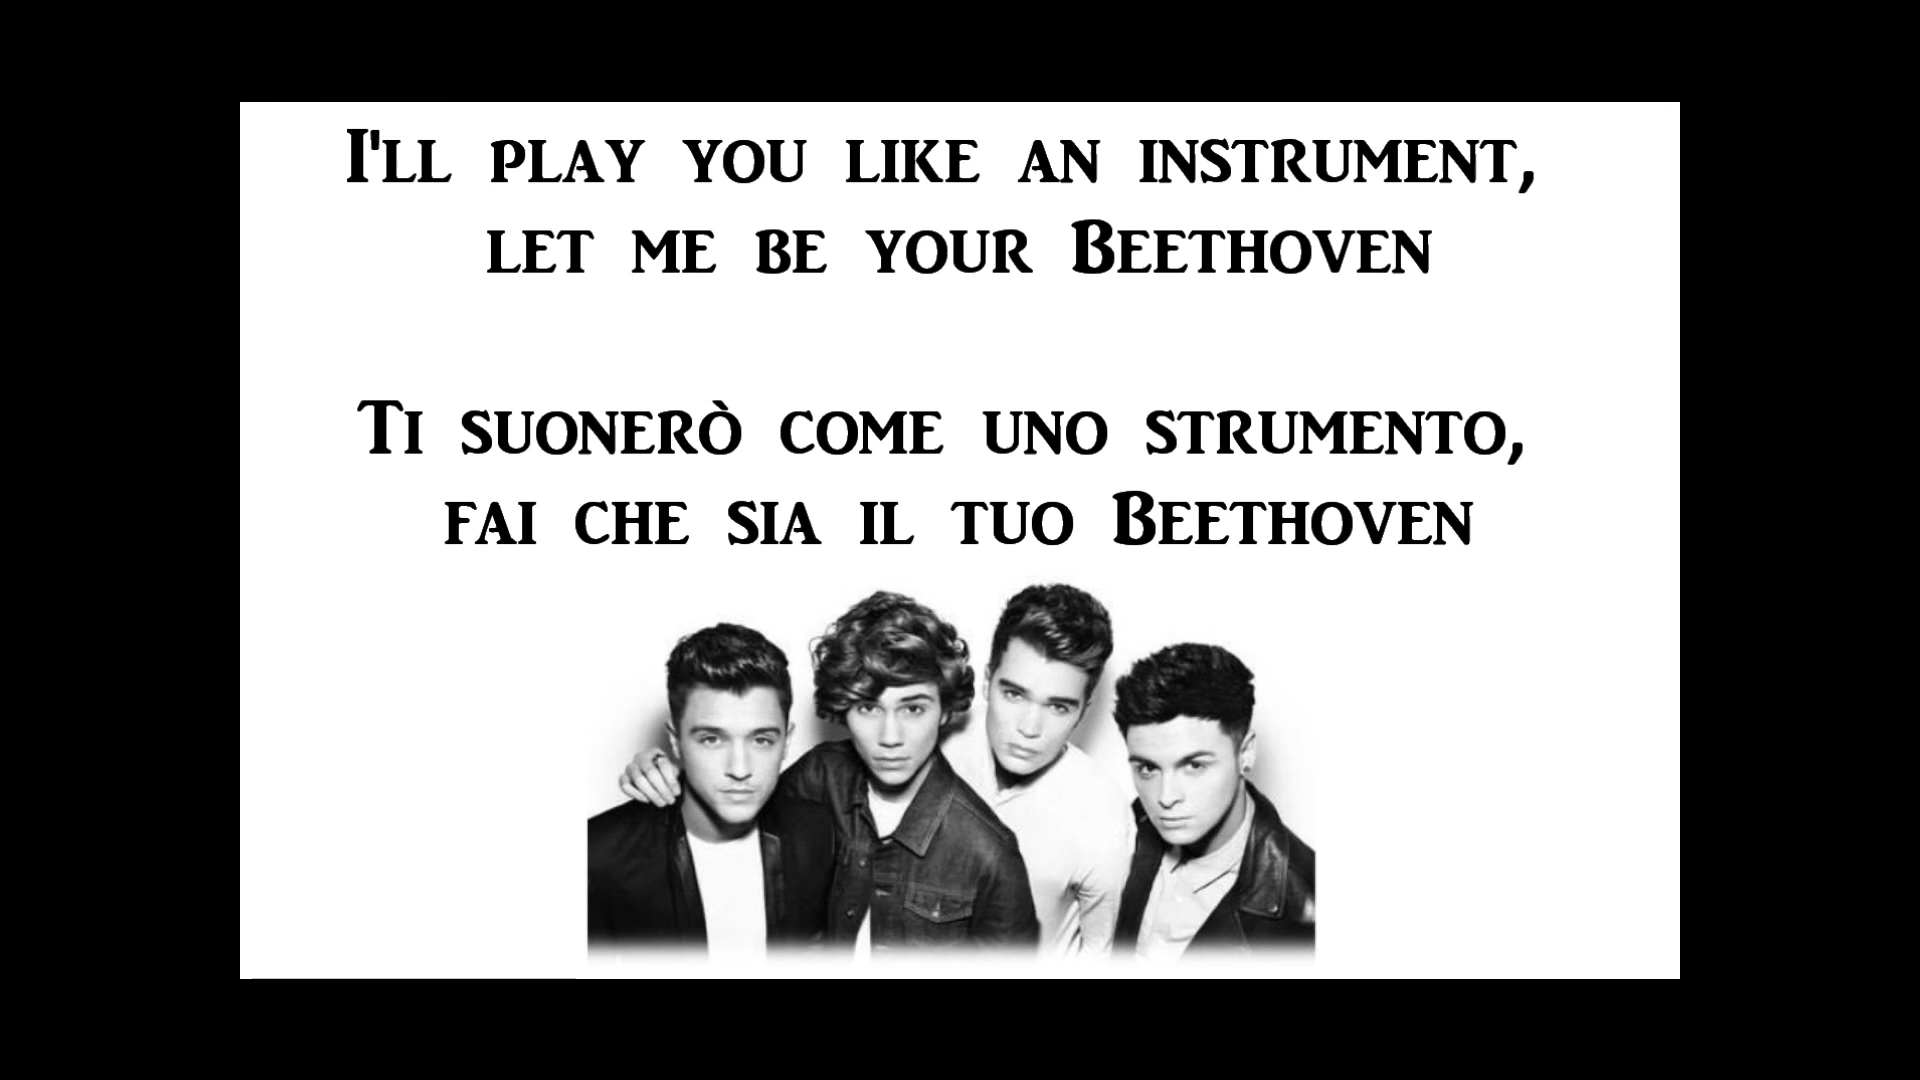 I'll play you like an instrument,
let me be your Beethoven
Ti suonerò come uno strumento,
fai che sia il tuo Beethoven